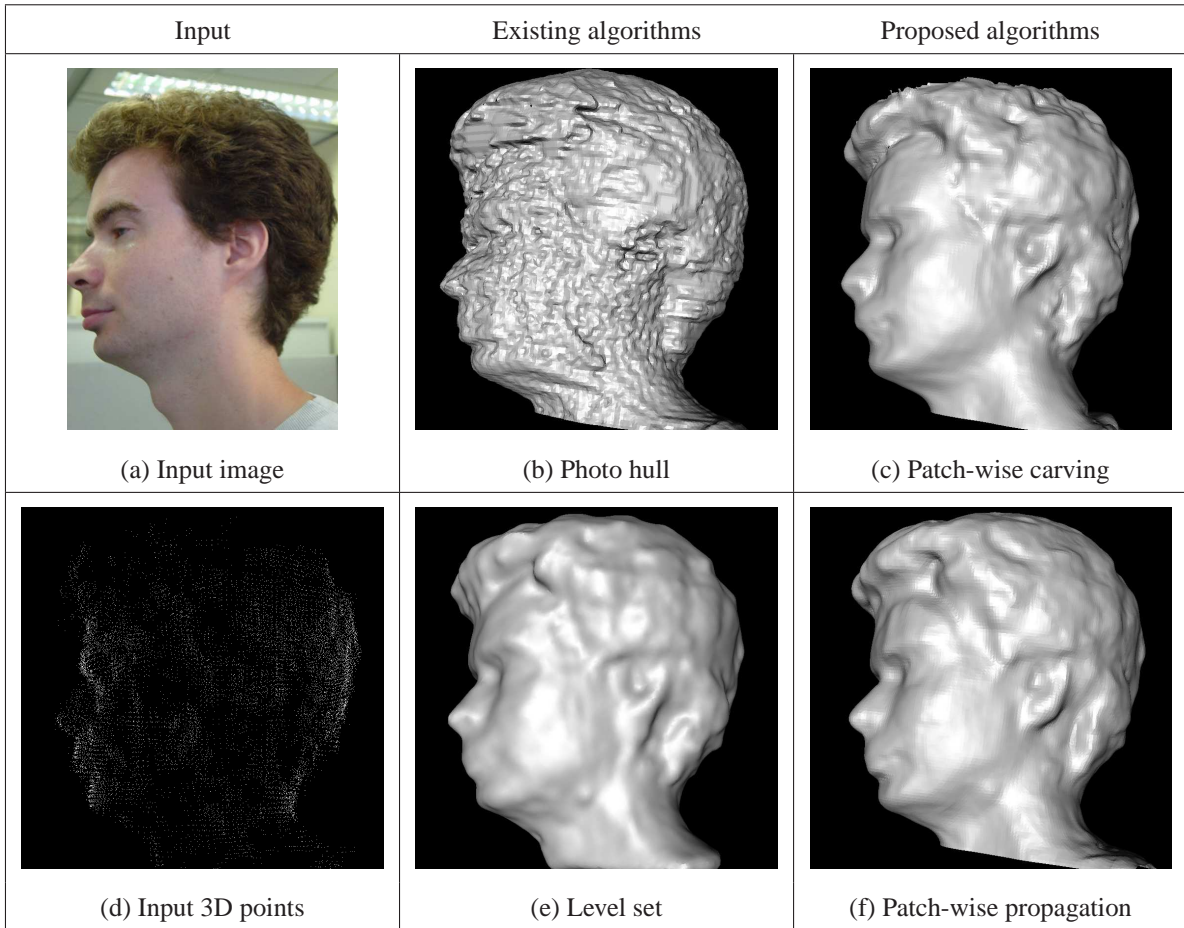 Input
Existing algorithms
Proposed algorithms
(a) Input image
(b) Photo hull
(c) Patch-wise carving
(d) Input 3D points
(e) Level set
(f) Patch-wise propagation